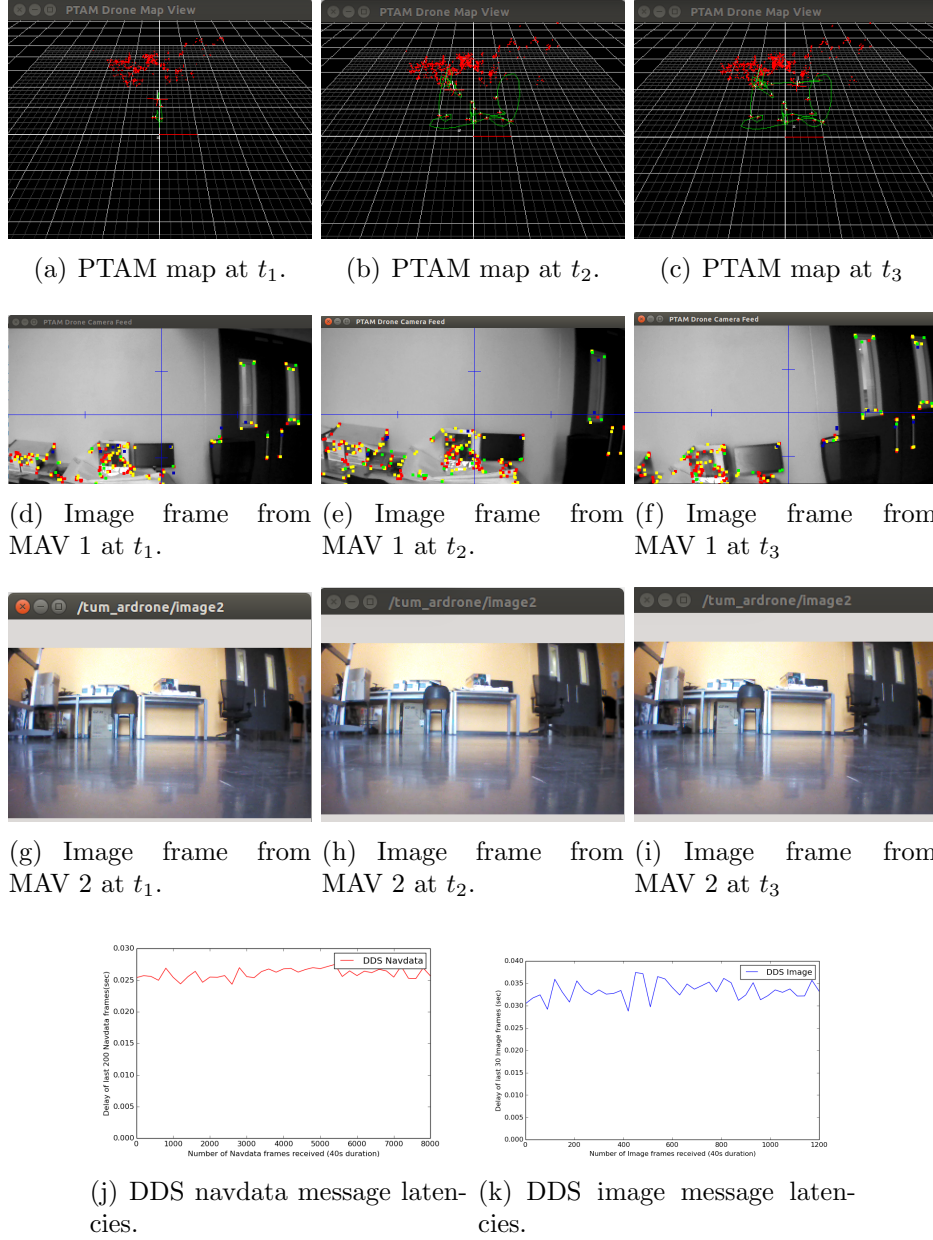 PTAM Drone Map View
PTAM Drone Map View
PTAM Drone Map View
(a) PTAM map at t1.
(b) PTAM map at t2.
(c) PTAM map at t3
PTAM Drone Camera Feed
PTAM Drone Camera Feed
PTAM Drone Camera Feed
(d) Image frame from
MAV 1 at t1.
(e) Image frame from
MAV 1 at t2.
(f) Image frame from
MAV 1 at t3
/tum_ardrone/image2
/tum_ardrone/image2
/tum_ardrone/image2
(g) Image frame from
MAV 2 at t1.
(h) Image frame from
MAV 2 at t2.
(i) Image frame from
MAV 2 at t3
DDS Navdata
Delay of last 200 Navdata frames(sec)
0.030
0.025
0.020
0.015
0.010
0.005
0.000
0 1000 2000 3000 4000 5000 6000 7000 8000
Number of Navdata frames received (40s duration)
DDS Image
Delay of last 30 Image frames (sec)
0.040
0.035
0.030
0.025
0.020
0.015
0.010
0.005
0.000
0 200 400 600 800 1000 1200
Number of Image frames received (40s duration)
(j) DDS navdata message laten-
cies.
(k) DDS image message laten-
cies.